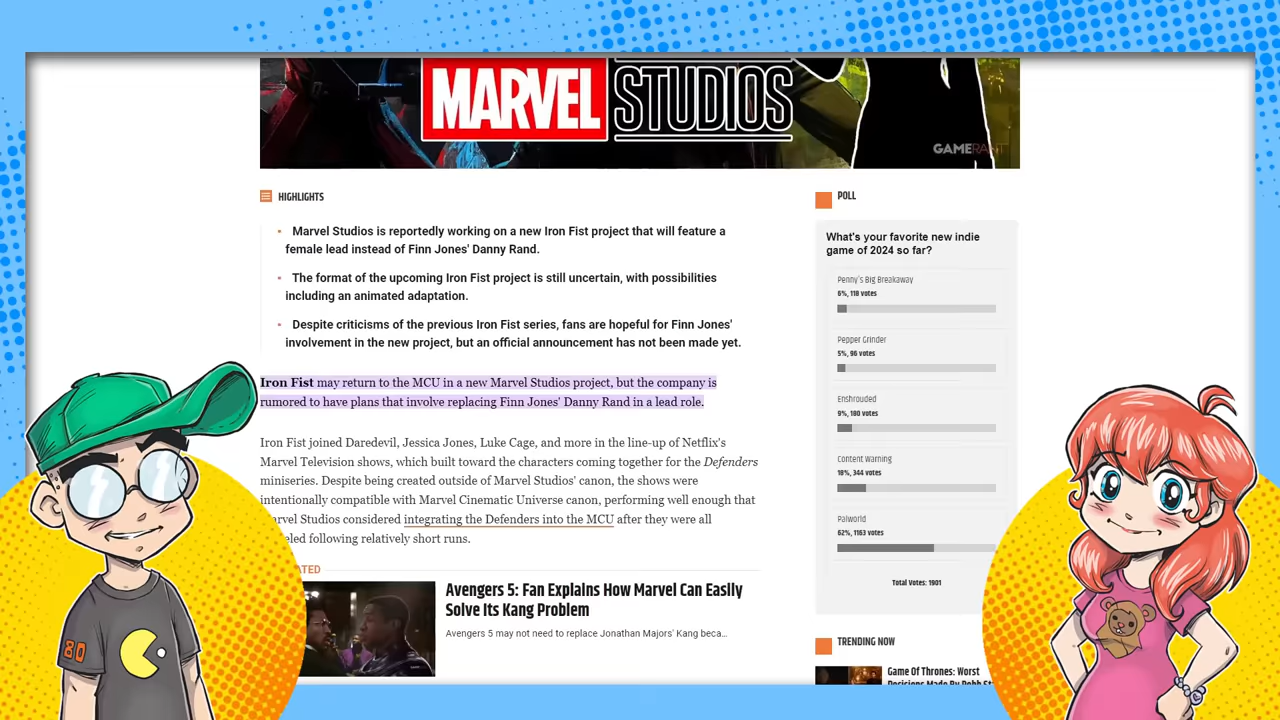 MARVEL STUDIOS
GAMERANT
HIGHLIGHTS
Marvel Studios is reportedly working on a new Iron Fist project that will feature a
female lead instead of Finn Jones' Danny Rand.
The format of the upcoming Iron Fist project is still uncertain, with possibilities
including an animated adaptation.
Despite criticisms of the previous Iron Fist series, fans are hopeful for Finn Jones'
involvement in the new project, but an official announcement has not been made yet.
Iron Fist may return to the MCU in a new Marvel Studios project, but the company is
rumored to have plans that involve replacing Finn Jones' Danny Rand in a lead role.
Iron Fist joined Daredevil, Jessica Jones, Luke Cage, and more in the line-up of Netflix's
Marvel Television shows, which built toward the characters coming together for the Defenders
miniseries. Despite being created outside of Marvel Studios' canon, the shows were
intentionally compatible with Marvel Cinematic Universe canon, performing well enough that
arvel Studios considered integrating the Defenders into the MCU after they were all
eled following relatively short runs.
ATED
Avengers 5: Fan Explains How Marvel Can Easily
Solve Its Kang Problem
Avengers 5 may not need to replace Jonathan Majors' Kang beca...
POLL
What's your favorite new indie
game of 2024 so far?
Penny's Big Breakaway
6%, 118 votes
Pepper Grinder
5%, 96 votes
Enshrouded
9%, 180 votes
Content Warning
18%, 344 votes
Palworld
62%, 1163 votes
Total Votes: 1901
TRENDING NOW
Game Of Thrones: Worst
Decisions Made By Robb St
80